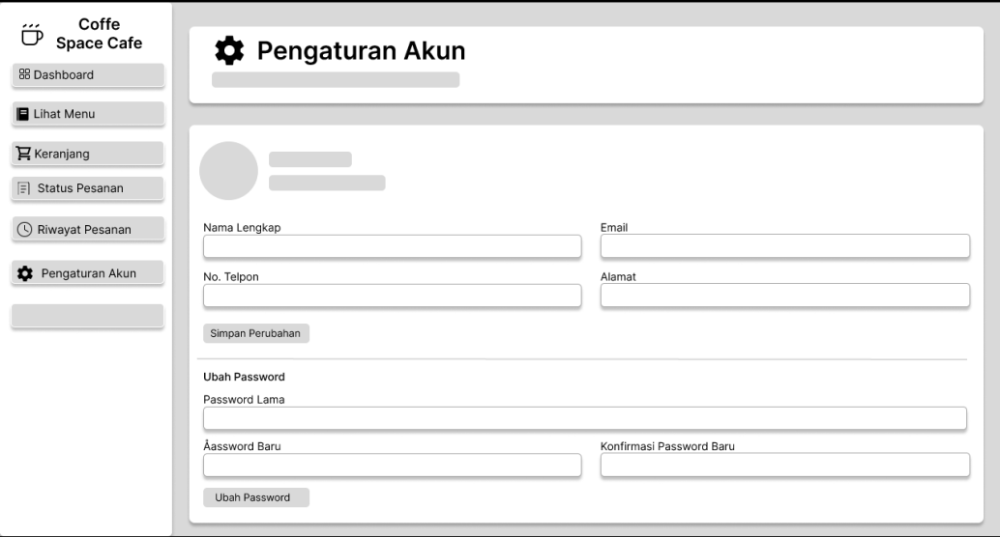 Coffe
Space Cafe
Dashboard
Lihat Menu
Keranjang
Status Pesanan
Riwayat Pesanan
Pengaturan Akun
Pengaturan Akun
Nama Lengkap
Email
No. Telpon
Alamat
Simpan Perubahan
Ubah Password
Password Lama
Åassword Baru
Konfirmasi Password Baru
Ubah Password